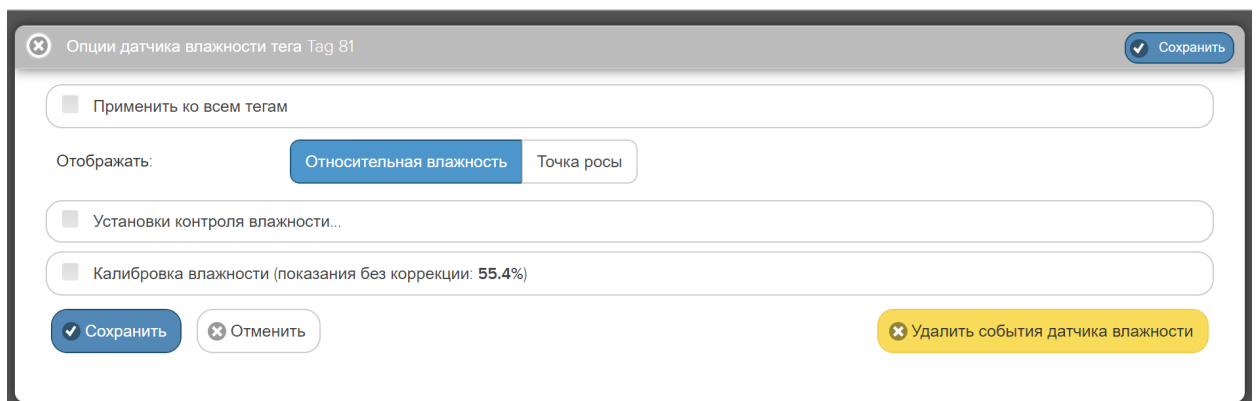 Опции датчика влажности тега Tag 81
Сохранить
Применить ко всем тегам
Отображать:
Относительная влажность
Точка росы
Установки контроля влажности...
Калибровка влажности (показания без коррекции: 55.4%)
Сохранить
Отменить
Удалить события датчика влажности